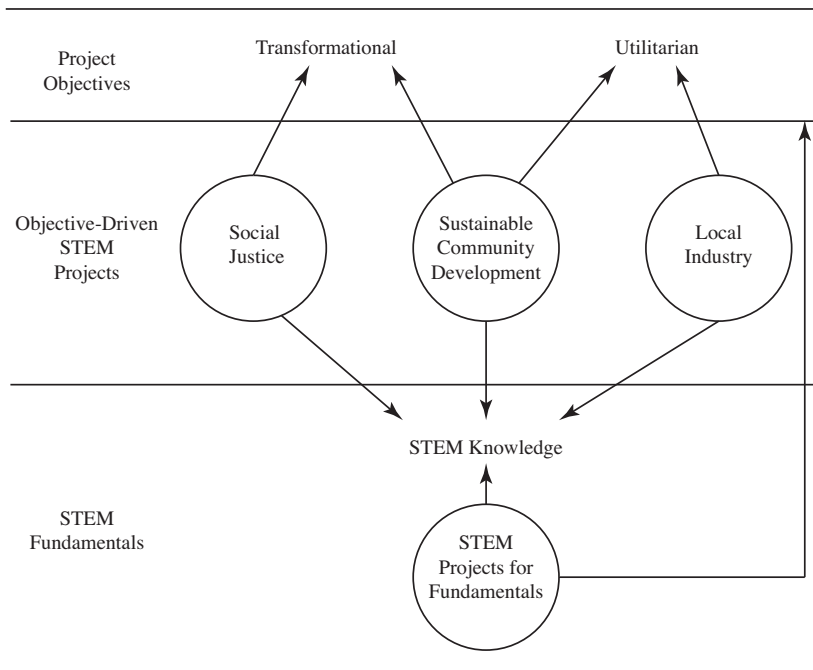 Project
Objectives
Transformational
Utilitarian
Objective-Driven
STEM
Projects
Social
Justice
Sustainable
Community
Development
Local
Industry
STEM Knowledge
STEM
Fundamentals
STEM
Projects for
Fundamentals